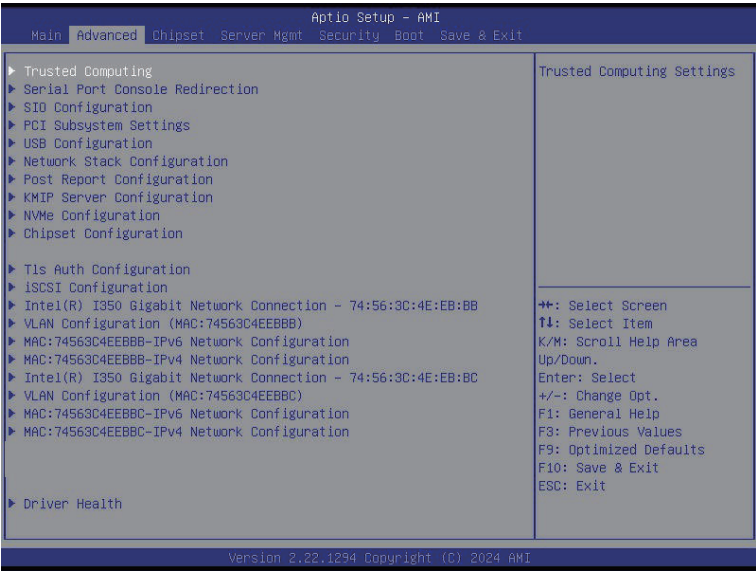 Aptio Setup – AMI
Main Advanced Chipset Server Mgmt Security Boot Save & Exit
Trusted Computing
Serial Port Console Redirection
SIO Configuration
PCI Subsystem Settings
USB Configuration
Network Stack Configuration
Post Report Configuration
KMIP Server Configuration
NVMe Configuration
Chipset Configuration
Tls Auth Configuration
iSCSI Configuration
Intel(R) I350 Gigabit Network Connection – 74:56:3C:4E:EB:BB
VLAN Configuration (MAC:74563C4EEBBB)
MAC:74563C4EEBBB-IPv6 Network Configuration
MAC:74563C4EEBBB-IPv4 Network Configuration
Intel(R) I350 Gigabit Network Connection – 74:56:3C:4E:EB:BC
VLAN Configuration (MAC:74563C4EEBBC)
MAC:74563C4EEBBC-IPv6 Network Configuration
MAC:74563C4EEBBC-IPv4 Network Configuration
Driver Health
Trusted Computing Settings
→←: Select Screen
↑↓: Select Item
K/M: Scroll Help Area
Up/Down.
Enter: Select
+/-: Change Opt.
F1: General Help
F3: Previous Values
F9: Optimized Defaults
F10: Save & Exit
ESC: Exit
Version 2.22.1294 Copyright (C) 2024 AMI